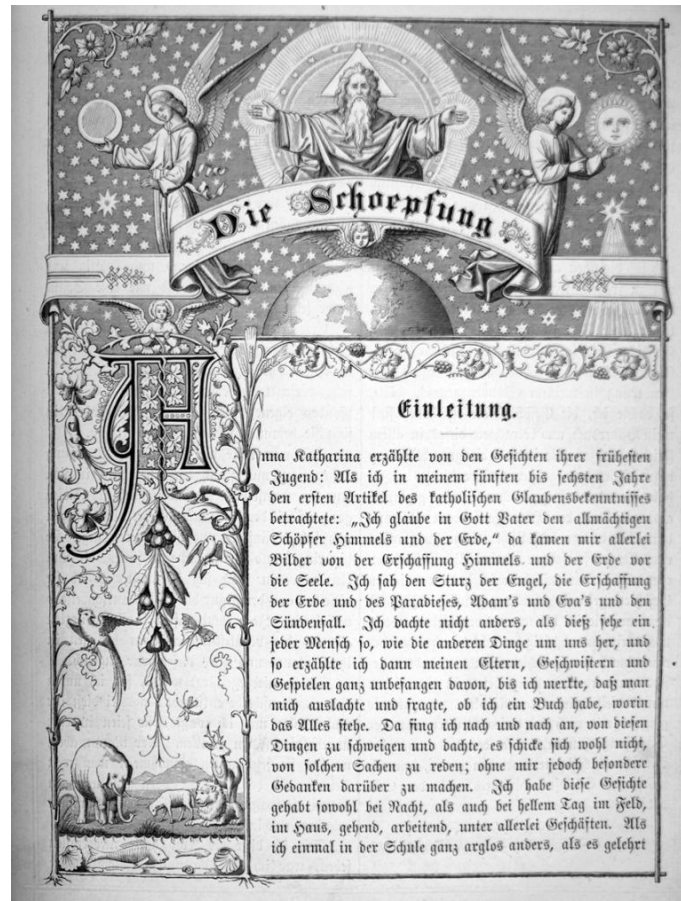 Die Schoepfung.
Einleitung.
Anna Katharina erzählte von den Gesichten ihrer frühesten
Jugend: Als ich in meinem fünften bis sechsten Jahre
den ersten Artikel des katholischen Glaubensbekenntnisses
betrachtete: „Ich glaube in Gott Vater den allmächtigen
Schöpfer Himmels und der Erde,“ da kamen mir allerlei
Bilder von der Erschaffung Himmels und der Erde vor
die Seele. Ich sah den Sturz der Engel, die Erschaffung
der Erde und des Paradieses, Adam's und Eva's und den
Sündenfall. Ich dachte nicht anders, als dieß sehe ein
jeder Mensch so, wie die anderen Dinge um uns her, und
so erzählte ich dann meinen Eltern, Geschwistern und
Gespielen ganz unbefangen davon, bis ich merkte, daß man
mich auslachte und fragte, ob ich ein Buch habe, worin
das Alles stehe. Da fing ich nach und nach an, von diesen
Dingen zu schweigen und dachte, es schicke sich wohl nicht,
von solchen Sachen zu reden; ohne mir jedoch besondere
Gedanken darüber zu machen. Ich habe diese Gesichte
gehabt sowohl bei Nacht, als auch bei hellem Tag im Feld,
im Haus, gehend, arbeitend, unter allerlei Geschäften. Als
ich einmal in der Schule ganz arglos anders, als es gelehrt